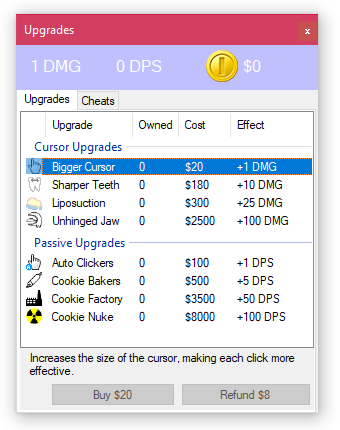 Upgrades
x
1 DMG 0 DPS $0
Upgrades Cheats
Upgrade Owned Cost Effect
Cursor Upgrades
Bigger Cursor 0 $20 +1 DMG
Sharper Teeth 0 $180 +10 DMG
Liposuction 0 $300 +25 DMG
Unhinged Jaw 0 $2500 +100 DMG
Passive Upgrades
Auto Clickers 0 $100 +1 DPS
Cookie Bakers 0 $500 +5 DPS
Cookie Factory 0 $3500 +50 DPS
Cookie Nuke 0 $8000 +100 DPS
Increases the size of the cursor, making each click more
effective.
Buy $20 Refund $8